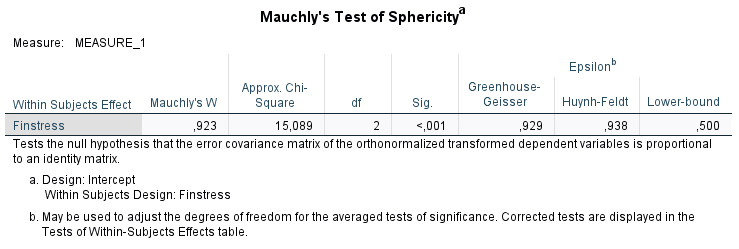 Mauchly's Test of Sphericityᵃ
Measure: MEASURE_1
Epsilonᵇ
Within Subjects Effect Mauchly's W Approx. Chi-Square df Sig. Greenhouse-Geisser Huynh-Feldt Lower-bound
Finstress ,923 15,089 2 <,001 ,929 ,938 ,500
Tests the null hypothesis that the error covariance matrix of the orthonormalized transformed dependent variables is proportional
to an identity matrix.
a. Design: Intercept
Within Subjects Design: Finstress
b. May be used to adjust the degrees of freedom for the averaged tests of significance. Corrected tests are displayed in the
Tests of Within-Subjects Effects table.